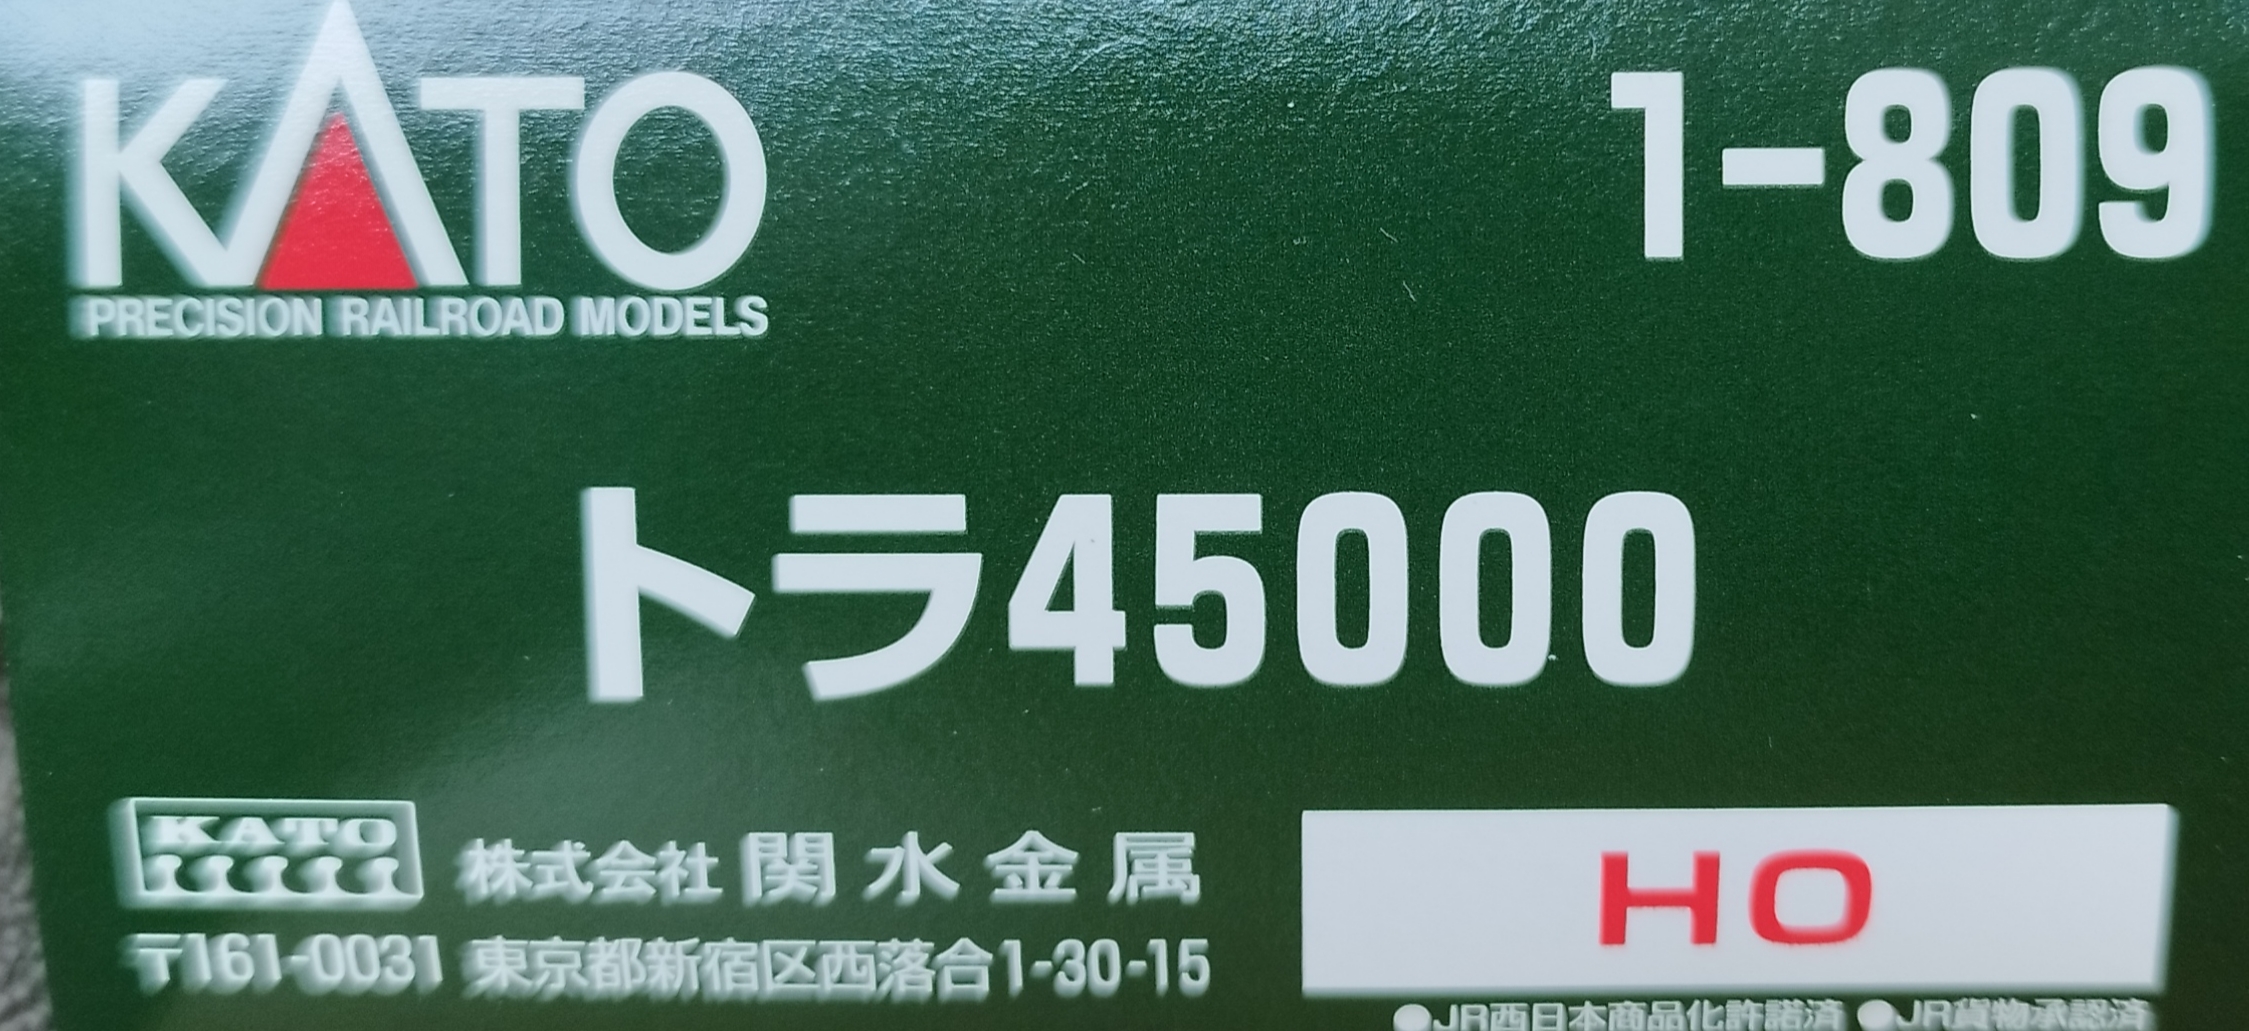 KATO 1-809
PRECISION RAILROAD MODELS
トラ45000
KATO 株式会社 関水金属
〒161-0031 東京都新宿区西落合1-30-15
HO
●JR西日本商品化許諾済 ●JR貨物承認済